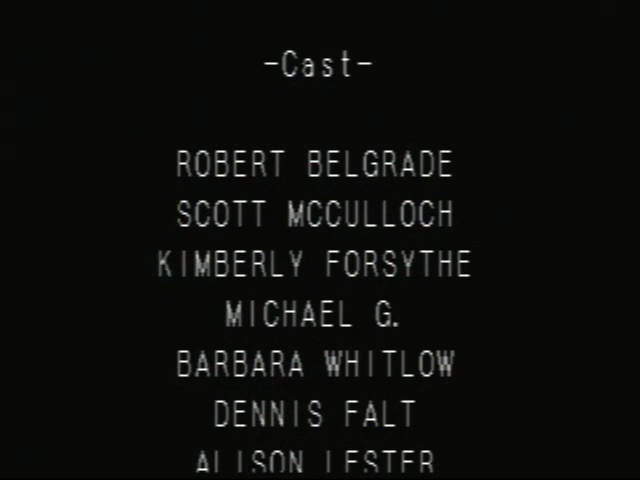 -Cast-
ROBERT BELGRADE
SCOTT MCCULLOCH
KIMBERLY FORSYTHE
MICHAEL G.
BARBARA WHITLOW
DENNIS FALT
ALISON LESTER